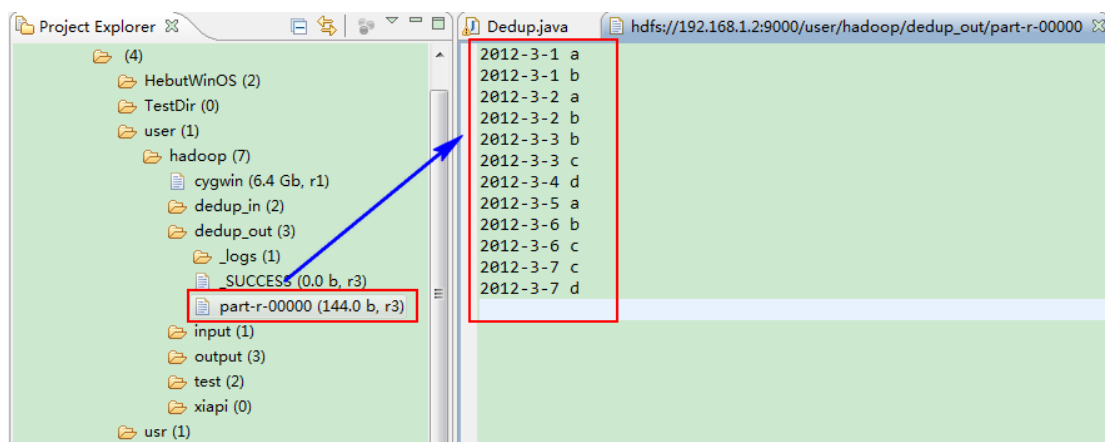 Project Explorer
(4)
HebutWinOS (2)
TestDir (0)
user (1)
hadoop (7)
cygwin (6.4 Gb, r1)
dedup_in (2)
dedup_out (3)
_logs (1)
_SUCCESS (0.0 b, r3)
part-r-00000 (144.0 b, r3)
input (1)
output (3)
test (2)
xiapi (0)
usr (1)
Dedup.java
hdfs://192.168.1.2:9000/user/hadoop/dedup_out/part-r-00000
2012-3-1 a
2012-3-1 b
2012-3-2 a
2012-3-2 b
2012-3-3 b
2012-3-3 c
2012-3-4 d
2012-3-5 a
2012-3-6 b
2012-3-6 c
2012-3-7 c
2012-3-7 d